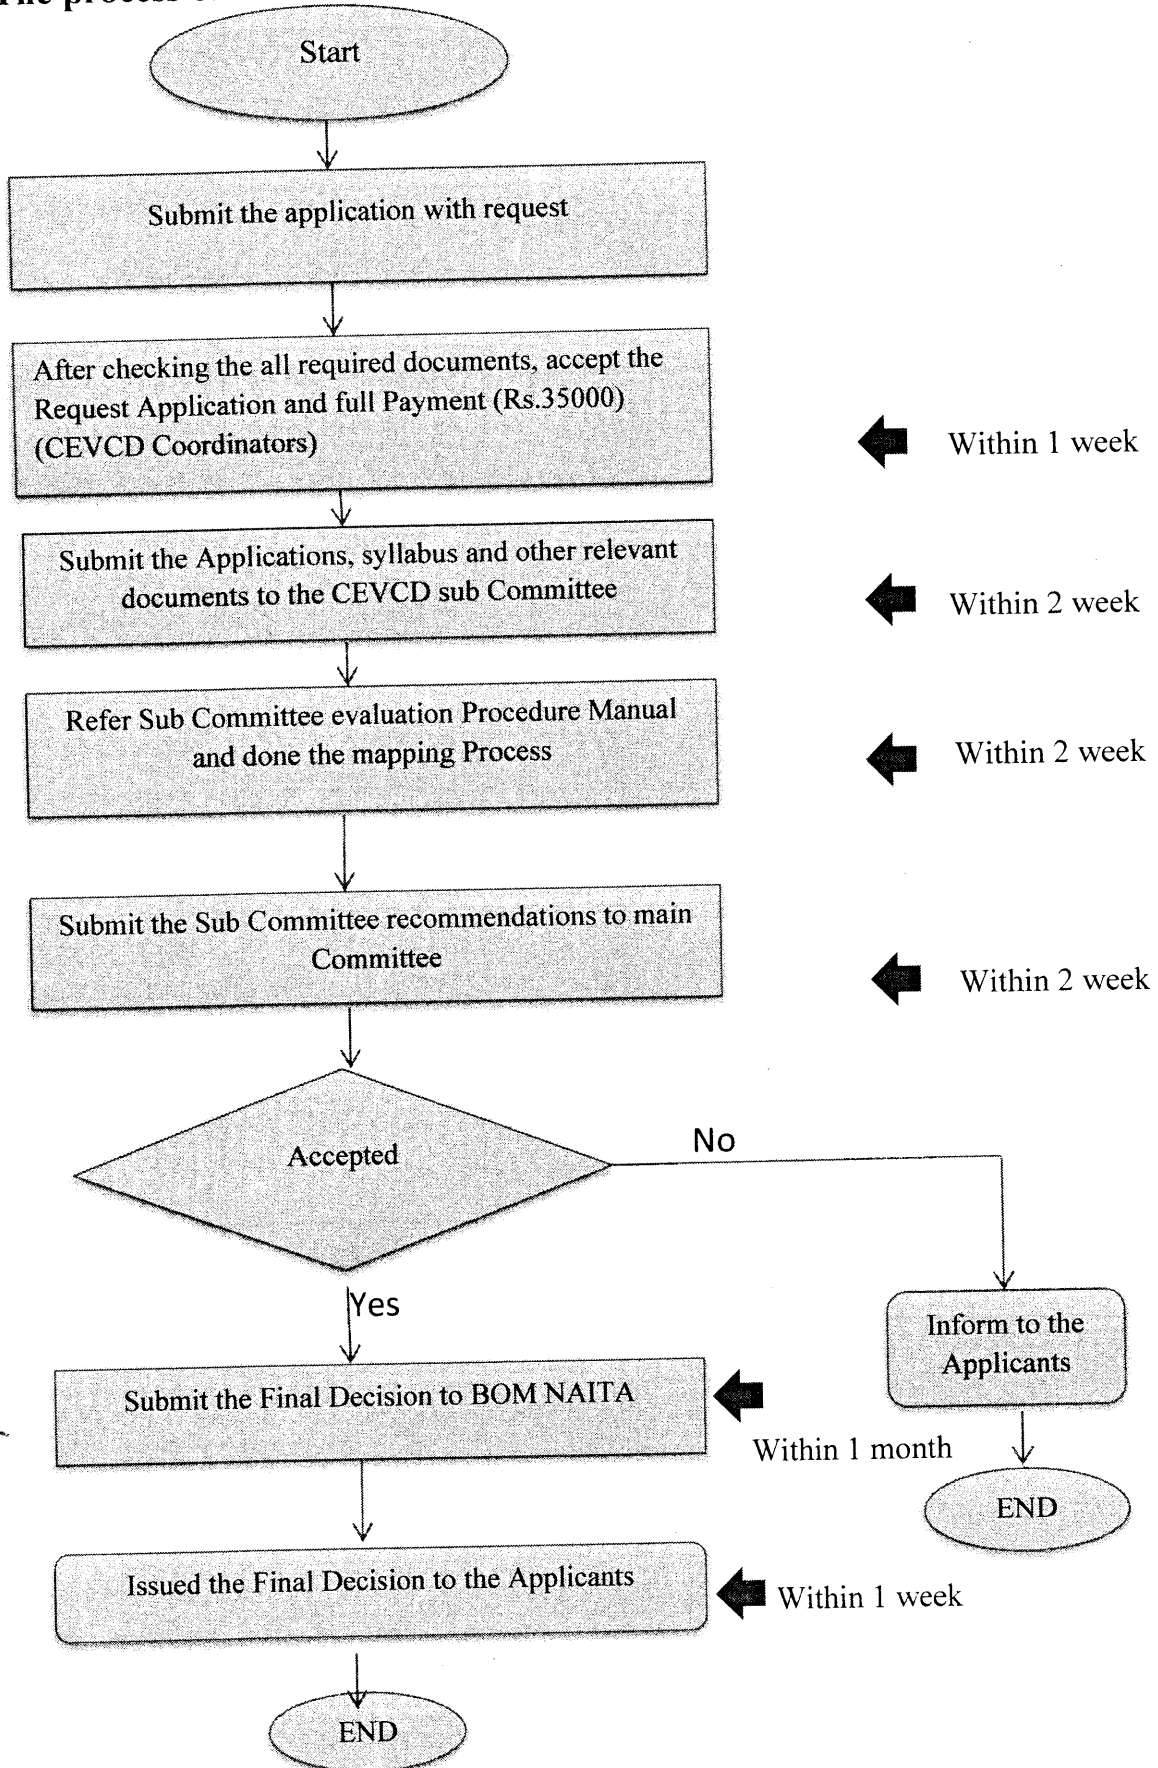 The process
Start
Submit the application with request
After checking the all required documents, accept the
Request Application and full Payment (Rs.35000)
(CEVCD Coordinators)
Within 1 week
Submit the Applications, syllabus and other relevant
documents to the CEVCD sub Committee
Within 2 week
Refer Sub Committee evaluation Procedure Manual
and done the mapping Process
Within 2 week
Submit the Sub Committee recommendations to main
Committee
Within 2 week
Accepted
No
Yes
Inform to the
Applicants
Submit the Final Decision to BOM NAITA
Within 1 month
END
Issued the Final Decision to the Applicants
Within 1 week
END